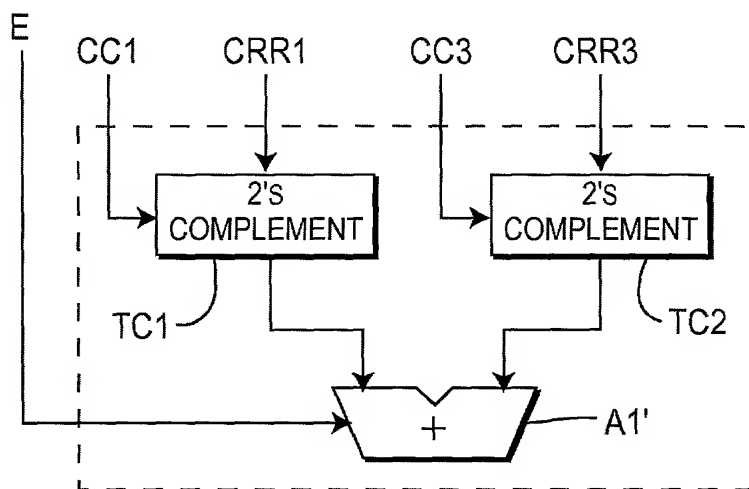 E
CC1 CRR1 CC3 CRR3
2'S
COMPLEMENT
2'S
COMPLEMENT
TC1
TC2
+
A1'